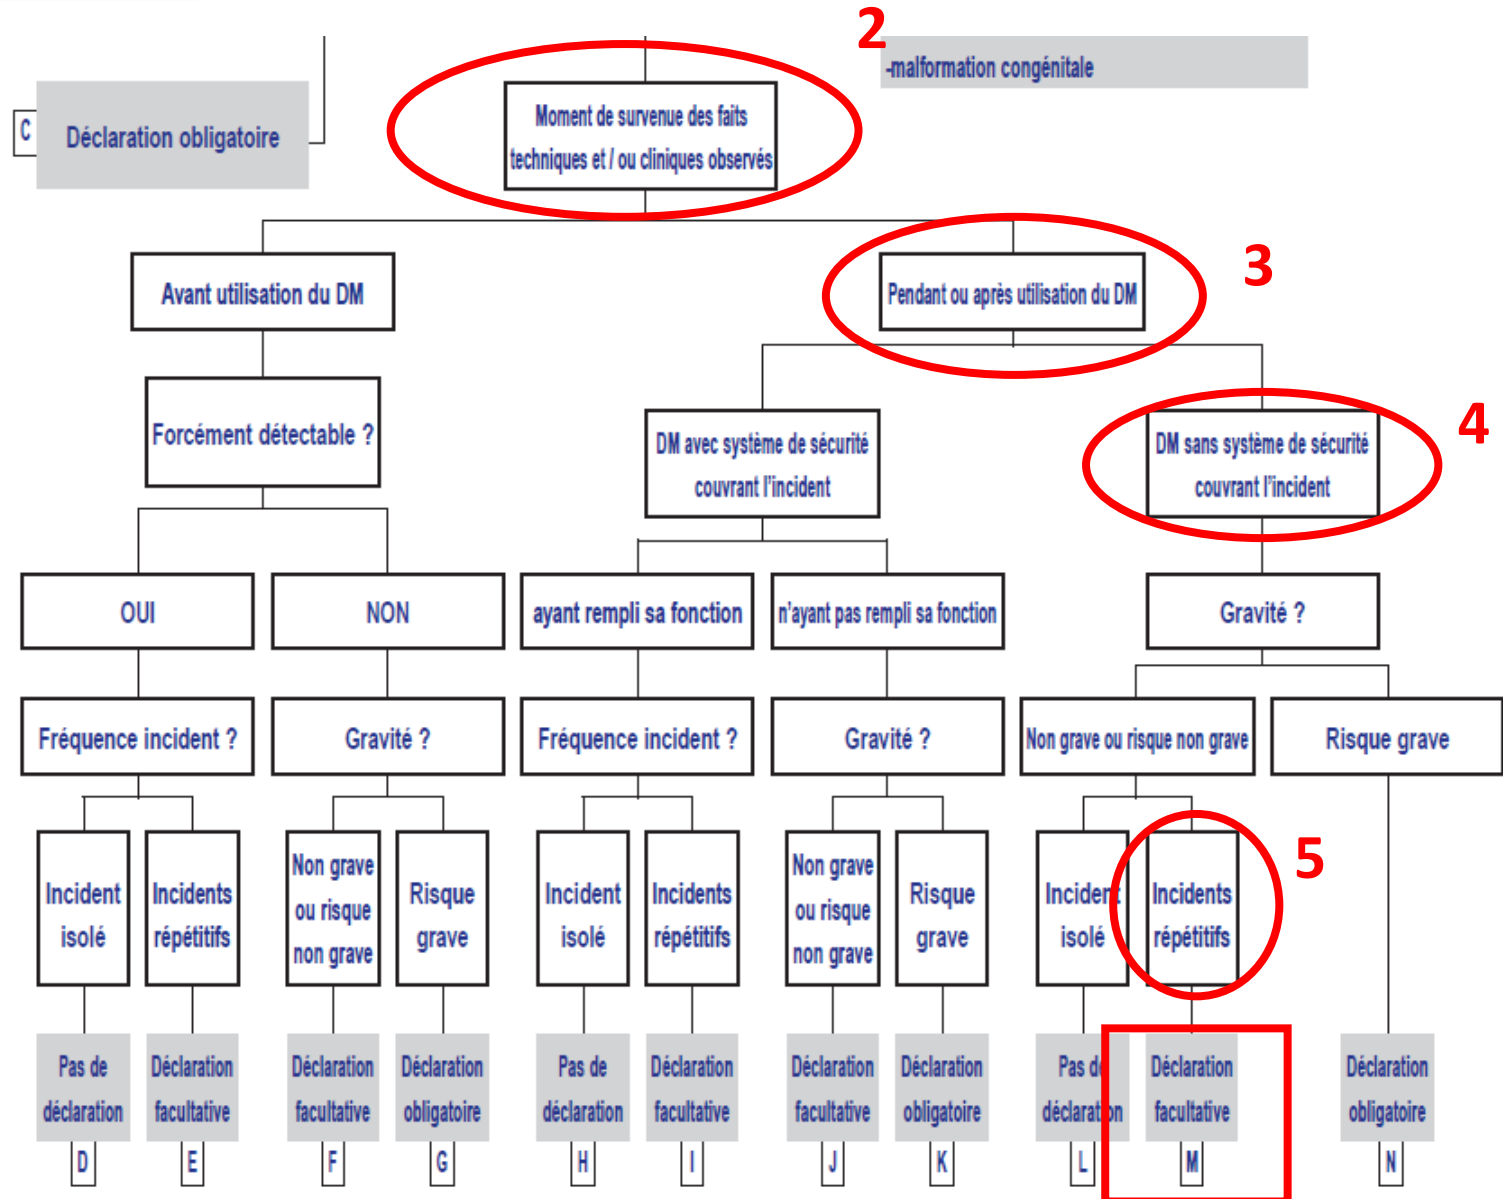 2
-malformation congénitale
C
Déclaration obligatoire
Moment de survenue des faits
techniques et / ou cliniques observés
3
Avant utilisation du DM
Pendant ou après utilisation du DM
4
Forcément détectable ?
DM avec système de sécurité
couvrant l'incident
DM sans système de sécurité
couvrant l'incident
OUI
NON
ayant rempli sa fonction
n'ayant pas rempli sa fonction
Gravité ?
Fréquence incident ?
Gravité ?
Fréquence incident ?
Gravité ?
Non grave ou risque non grave
Risque grave
5
Incident
isolé
Incidents
répétitifs
Non grave
ou risque
non grave
Risque
grave
Incident
isolé
Incidents
répétitifs
Non grave
ou risque
non grave
Risque
grave
Incident
isolé
Incidents
répétitifs
Pas de
déclaration
Déclaration
facultative
Déclaration
facultative
Déclaration
obligatoire
Pas de
déclaration
Déclaration
facultative
Déclaration
facultative
Déclaration
obligatoire
Pas de
déclaration
Déclaration
facultative
Déclaration
obligatoire
D
E
F
G
H
I
J
K
L
M
N